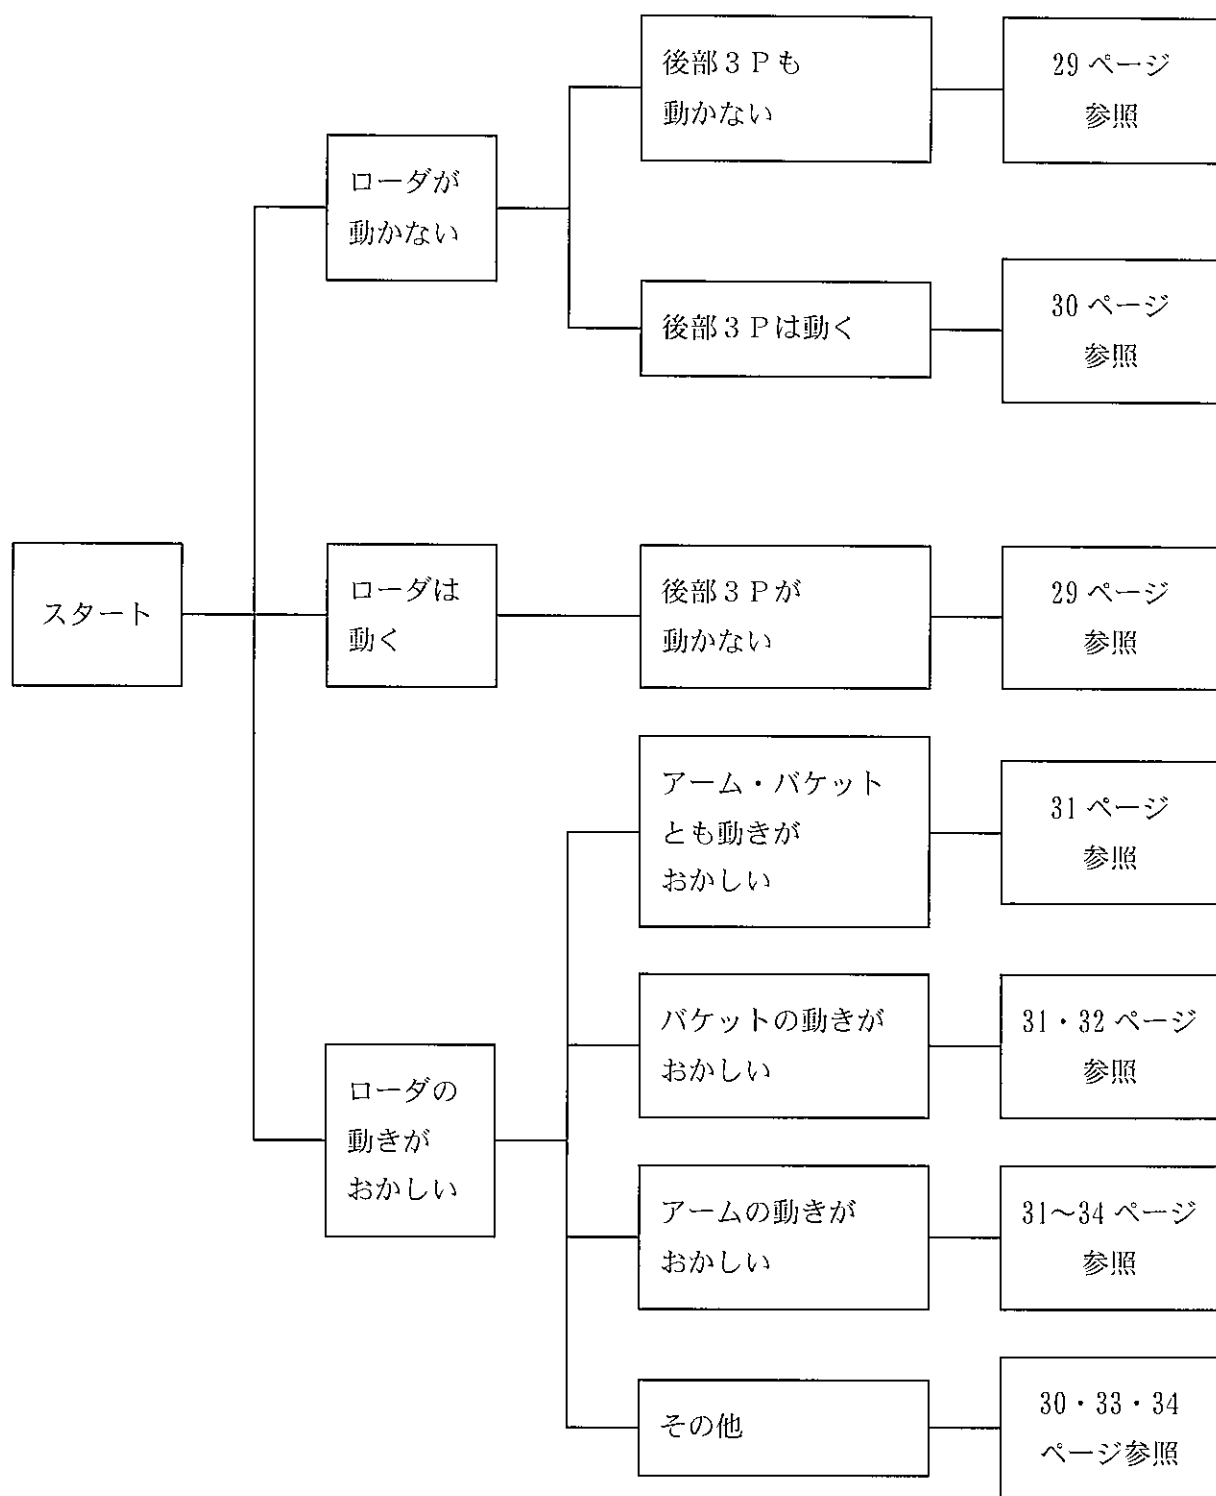 スタート
ローダが
動かない
後部３Ｐも
動かない
29 ページ
参照
後部３Ｐは動く
30 ページ
参照
ローダは
動く
後部３Ｐが
動かない
29 ページ
参照
ローダの
動きが
おかしい
アーム・バケット
とも動きが
おかしい
31 ページ
参照
バケットの動きが
おかしい
31・32 ページ
参照
アームの動きが
おかしい
31～34 ページ
参照
その他
30・33・34
ページ参照